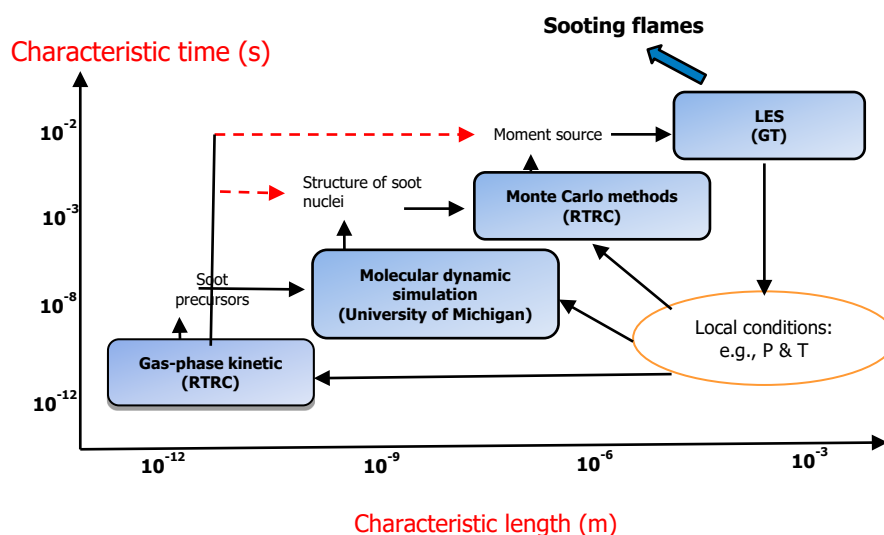 Sooting flames
Characteristic time (s)
LES
(GT)
10⁻²
Moment source
Structure of soot
nuclei
Monte Carlo methods
(RTRC)
10⁻³
Soot
precursors
Molecular dynamic
simulation
(University of Michigan)
10⁻⁸
Local conditions:
e.g., P & T
Gas-phase kinetic
(RTRC)
10⁻¹²
10⁻¹²
10⁻⁹
10⁻⁶
10⁻³
Characteristic length (m)